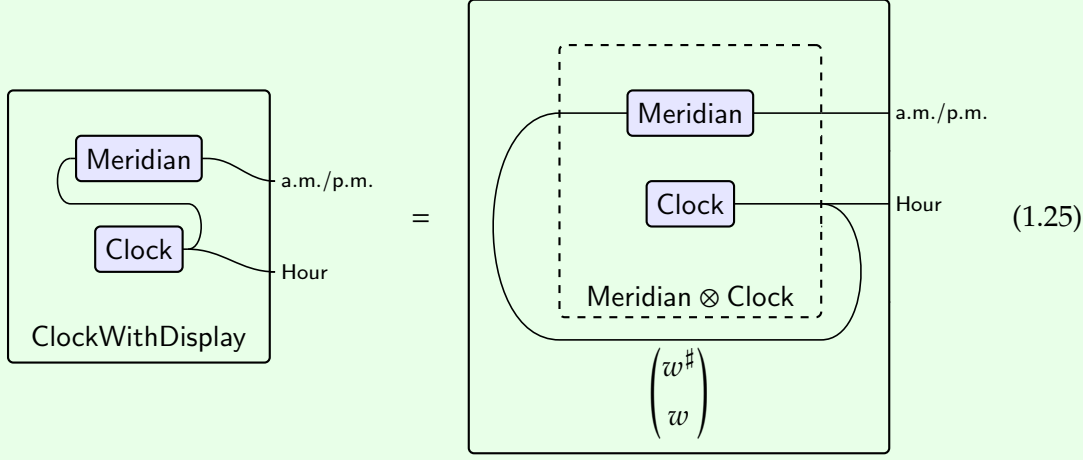 Meridian
a.m./p.m.
Clock
Hour
ClockWithDisplay
=
Meridian
a.m./p.m.
Clock
Hour
Meridian ⊗ Clock
w♯
w
(1.25)